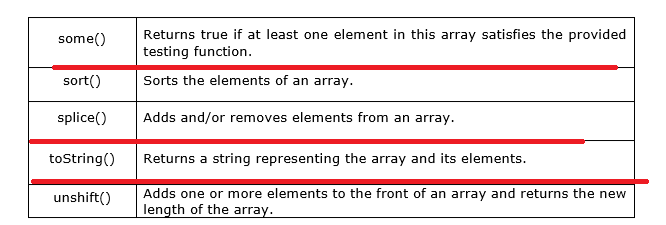 some()
Returns true if at least one element in this array satisfies the provided
testing function.
sort()
Sorts the elements of an array.
splice()
Adds and/or removes elements from an array.
toString()
Returns a string representing the array and its elements.
unshift()
Adds one or more elements to the front of an array and returns the new
length of the array.